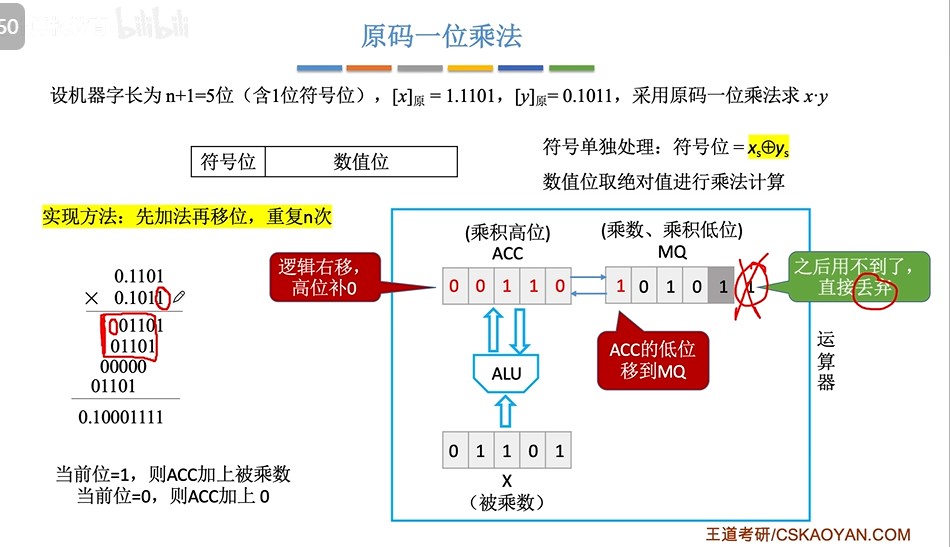 50
bilibili
原码一位乘法
设机器字长为 n+1=5位（含1位符号位），[x]原 = 1.1101，[y]原= 0.1011，采用原码一位乘法求 x·y
符号单独处理：符号位 = xs⊕ys
符号位 数值位
数值位取绝对值进行乘法计算
实现方法：先加法再移位，重复n次
(乘积高位) (乘数、乘积低位)
ACC MQ
逻辑右移，
高位补0
0 0 1 1 0
1 0 1 0 1 1
之后用不到了，
直接丢弃
0.1101
× 0.1011
01101
01101
00000
01101
0.10001111
ACC的低位
移到MQ
ALU
运
算
器
0 1 1 0 1
X
（被乘数）
当前位=1，则ACC加上被乘数
当前位=0，则ACC加上 0
王道考研/CSKAOYAN.COM